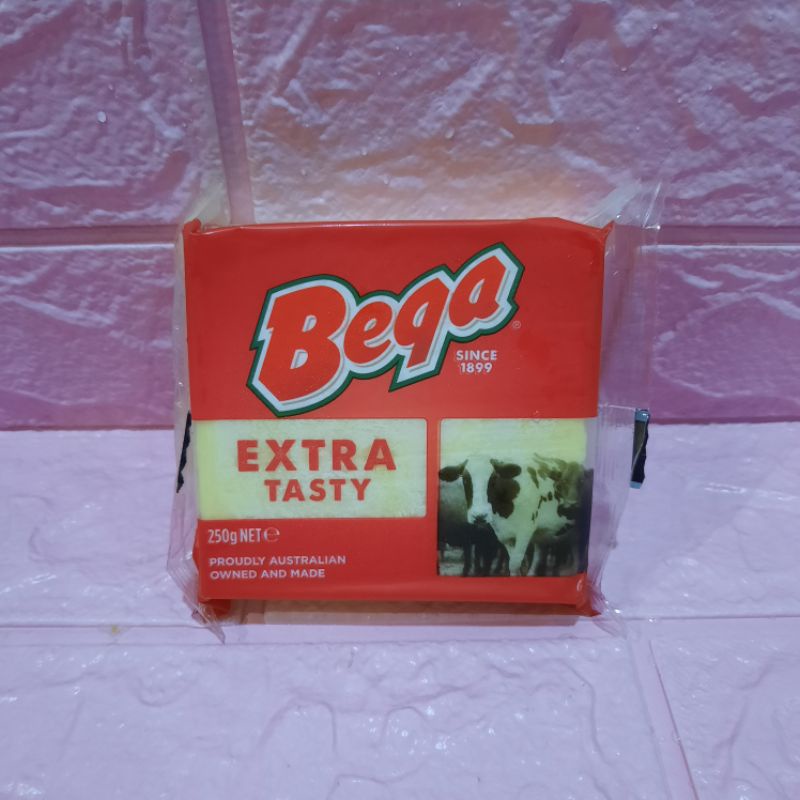 Bega®
SINCE
1899
EXTRA
TASTY
250g NET ℮
PROUDLY AUSTRALIAN
OWNED AND MADE